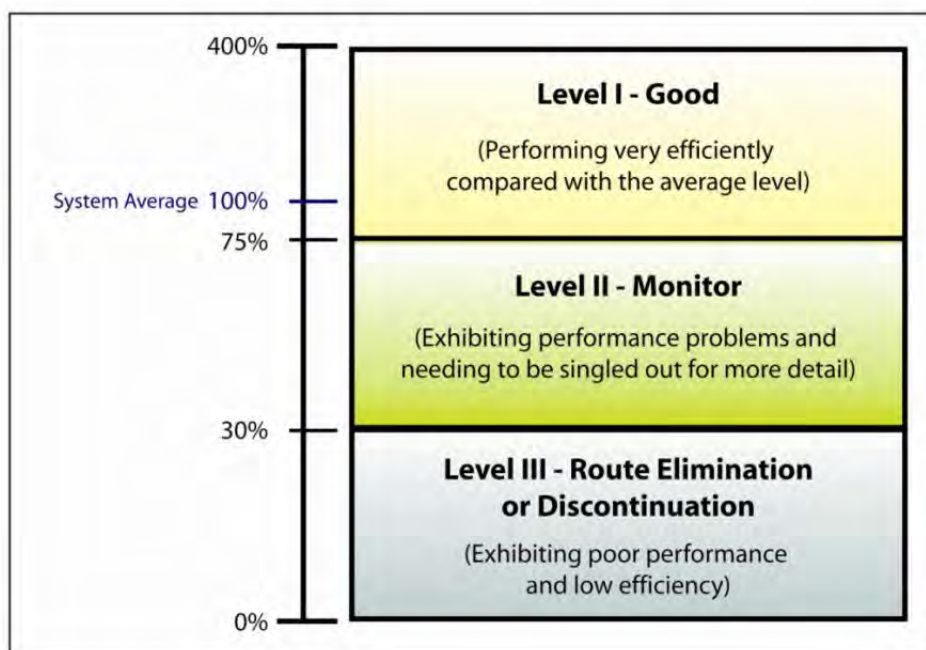 400%
Level I - Good
(Performing very efficiently
compared with the average level)
System Average 100%
75%
Level II - Monitor
(Exhibiting performance problems and
needing to be singled out for more detail)
30%
Level III - Route Elimination
or Discontinuation
(Exhibiting poor performance
and low efficiency)
0%